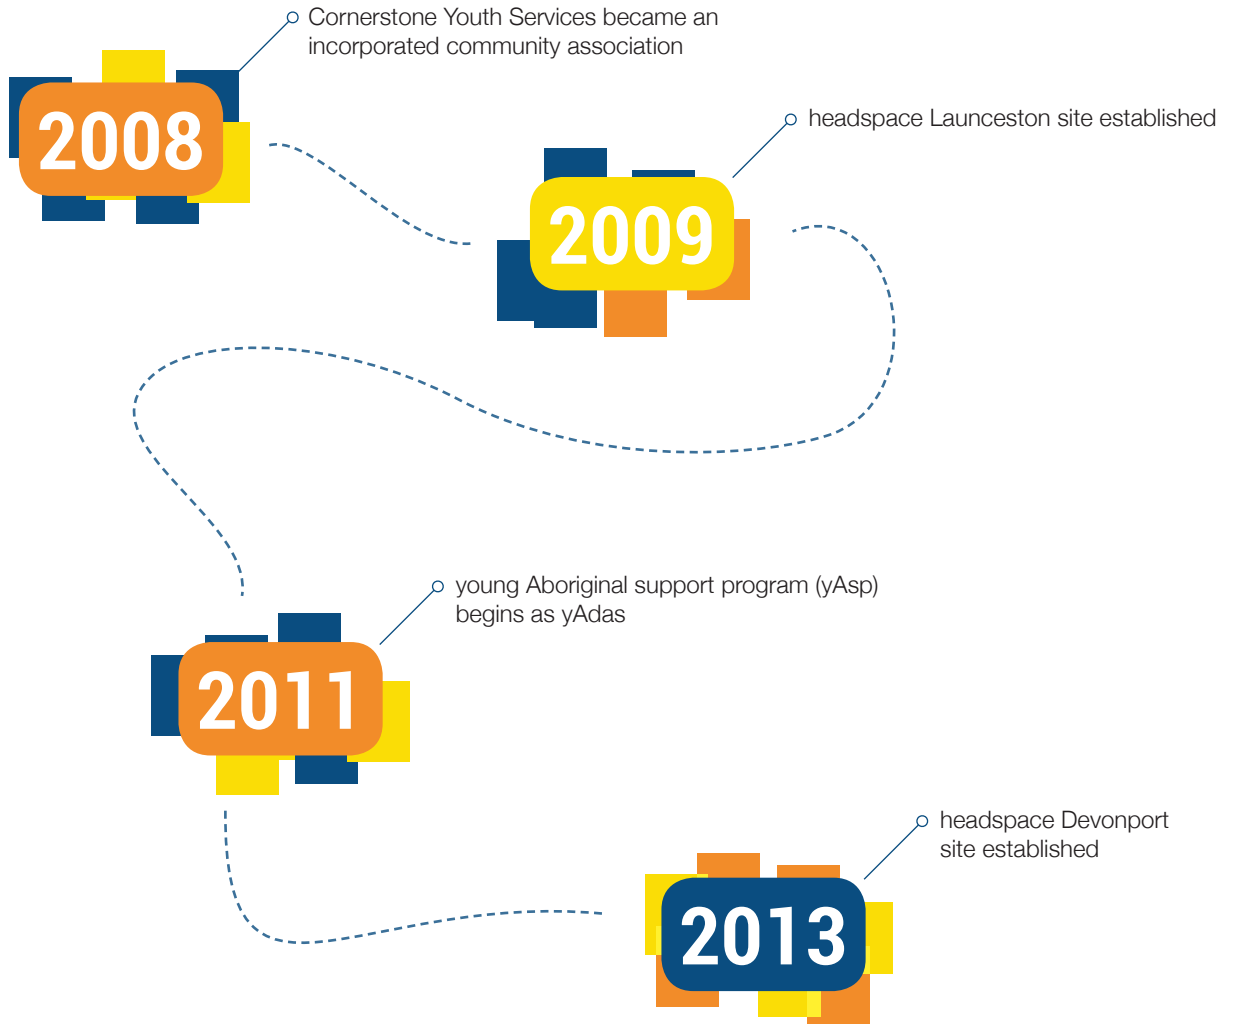 Cornerstone Youth Services became an
incorporated community association
2008
headspace Launceston site established
2009
young Aboriginal support program (yAsp)
begins as yAdas
2011
headspace Devonport
site established
2013